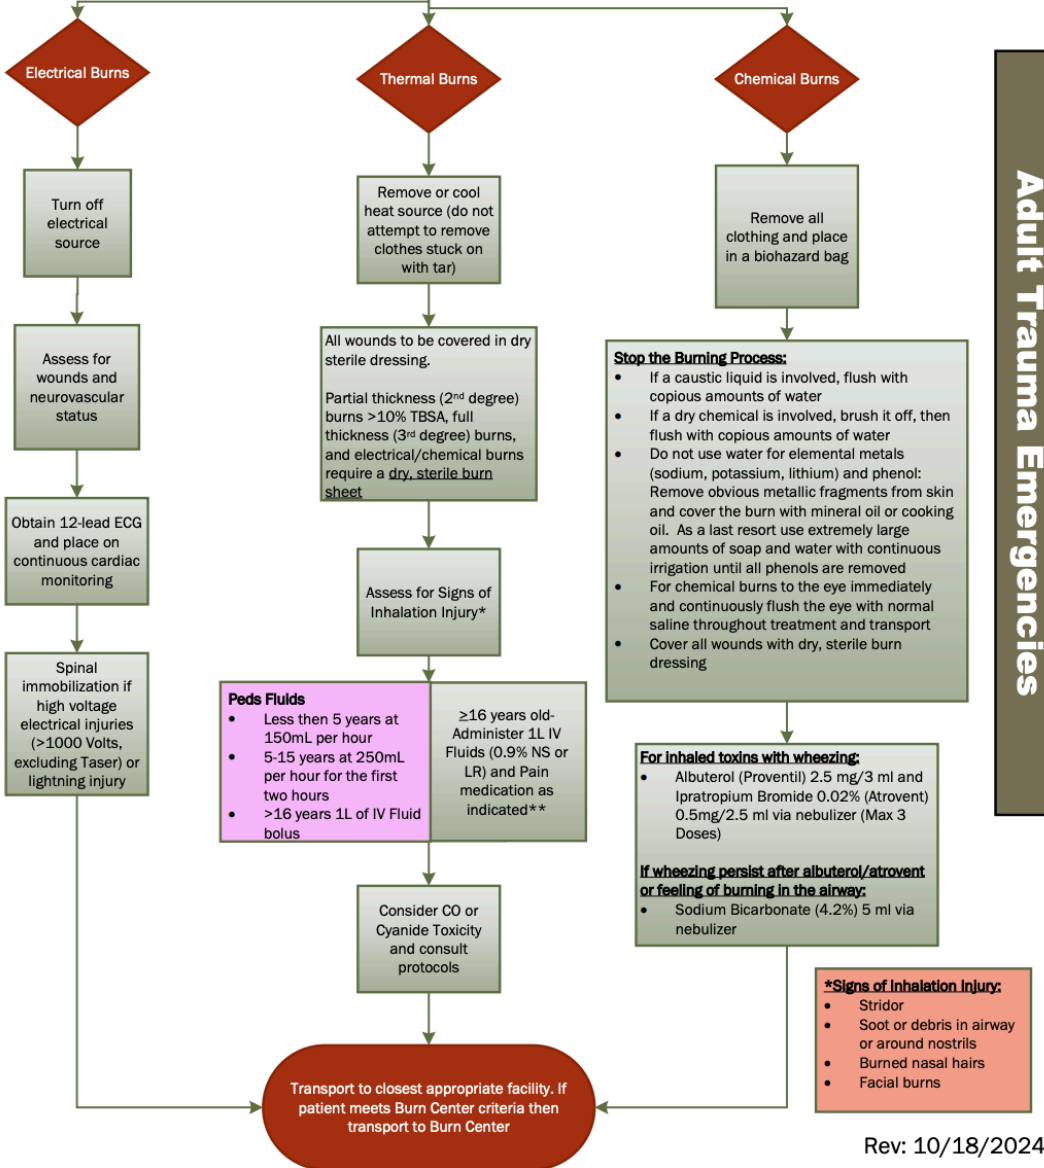 Electrical Burns
Thermal Burns
Chemical Burns
Turn off
electrical
source
Assess for
wounds and
neurovascular
status
Obtain 12-lead ECG
and place on
continuous cardiac
monitoring
Spinal
immobilization if
high voltage
electrical injuries
(>1000 Volts,
excluding Taser) or
lightning injury
Remove or cool
heat source (do not
attempt to remove
clothes stuck on
with tar)
All wounds to be covered in dry
sterile dressing.
Partial thickness (2nd degree)
burns >10% TBSA, full
thickness (3rd degree) burns,
and electrical/chemical burns
require a dry, sterile burn
sheet
Assess for Signs of
Inhalation Injury*
Peds Fluids
• Less then 5 years at
150mL per hour
• 5-15 years at 250mL
per hour for the first
two hours
• >16 years 1L of IV Fluid
bolus
≥16 years old-
Administer 1L IV
Fluids (0.9% NS or
LR) and Pain
medication as
indicated**
Consider CO or
Cyanide Toxicity
and consult
protocols
Remove all
clothing and place
in a biohazard bag
Stop the Burning Process:
• If a caustic liquid is involved, flush with
copious amounts of water
• If a dry chemical is involved, brush it off, then
flush with copious amounts of water
• Do not use water for elemental metals
(sodium, potassium, lithium) and phenol:
Remove obvious metallic fragments from skin
and cover the burn with mineral oil or cooking
oil. As a last resort use extremely large
amounts of soap and water with continuous
irrigation until all phenols are removed
• For chemical burns to the eye immediately
and continuously flush the eye with normal
saline throughout treatment and transport
• Cover all wounds with dry, sterile burn
dressing
For inhaled toxins with wheezing:
• Albuterol (Proventil) 2.5 mg/3 ml and
Ipratropium Bromide 0.02% (Atrovent)
0.5mg/2.5 ml via nebulizer (Max 3
Doses)
If wheezing persist after albuterol/atrovent
or feeling of burning in the airway:
• Sodium Bicarbonate (4.2%) 5 ml via
nebulizer
Transport to closest appropriate facility. If
patient meets Burn Center criteria then
transport to Burn Center
*Signs of Inhalation Injury:
• Stridor
• Soot or debris in airway
or around nostrils
• Burned nasal hairs
• Facial burns
Adult Trauma Emergencies
Rev: 10/18/2024